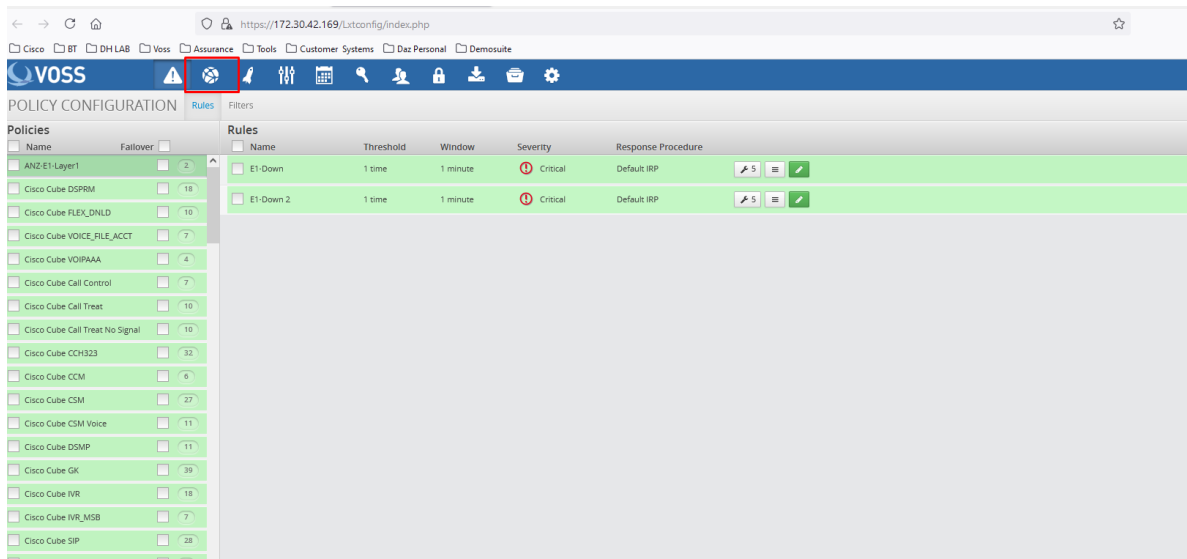 https://172.30.42.169/Lxtconfig/index.php
Cisco BT DH LAB Voss Assurance Tools Customer Systems Daz Personal Demosuite
VOSS
POLICY CONFIGURATION Rules Filters
Policies Rules
Name Failover Name Threshold Window Severity Response Procedure
ANZ-E1-Layer1 2 E1-Down 1 time 1 minute Critical Default IRP 5
Cisco Cube DSPRM 18 E1-Down 2 1 time 1 minute Critical Default IRP 5
Cisco Cube FLEX_DNLD 10
Cisco Cube VOICE_FILE_ACCT 7
Cisco Cube VOIPAAA 4
Cisco Cube Call Control 7
Cisco Cube Call Treat 10
Cisco Cube Call Treat No Signal 10
Cisco Cube CCH323 32
Cisco Cube CCM 6
Cisco Cube CSM 27
Cisco Cube CSM Voice 11
Cisco Cube DSMP 11
Cisco Cube GK 39
Cisco Cube IVR 18
Cisco Cube IVR_MSB 7
Cisco Cube SIP 28